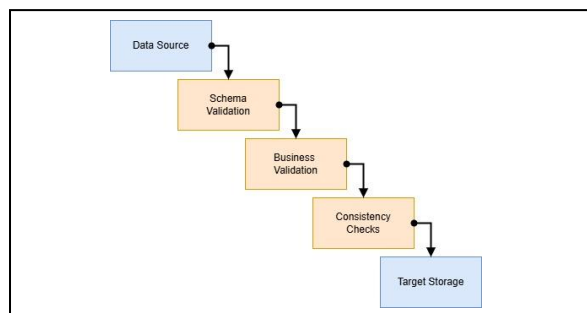 Data Source
Schema
Validation
Business
Validation
Consistency
Checks
Target Storage